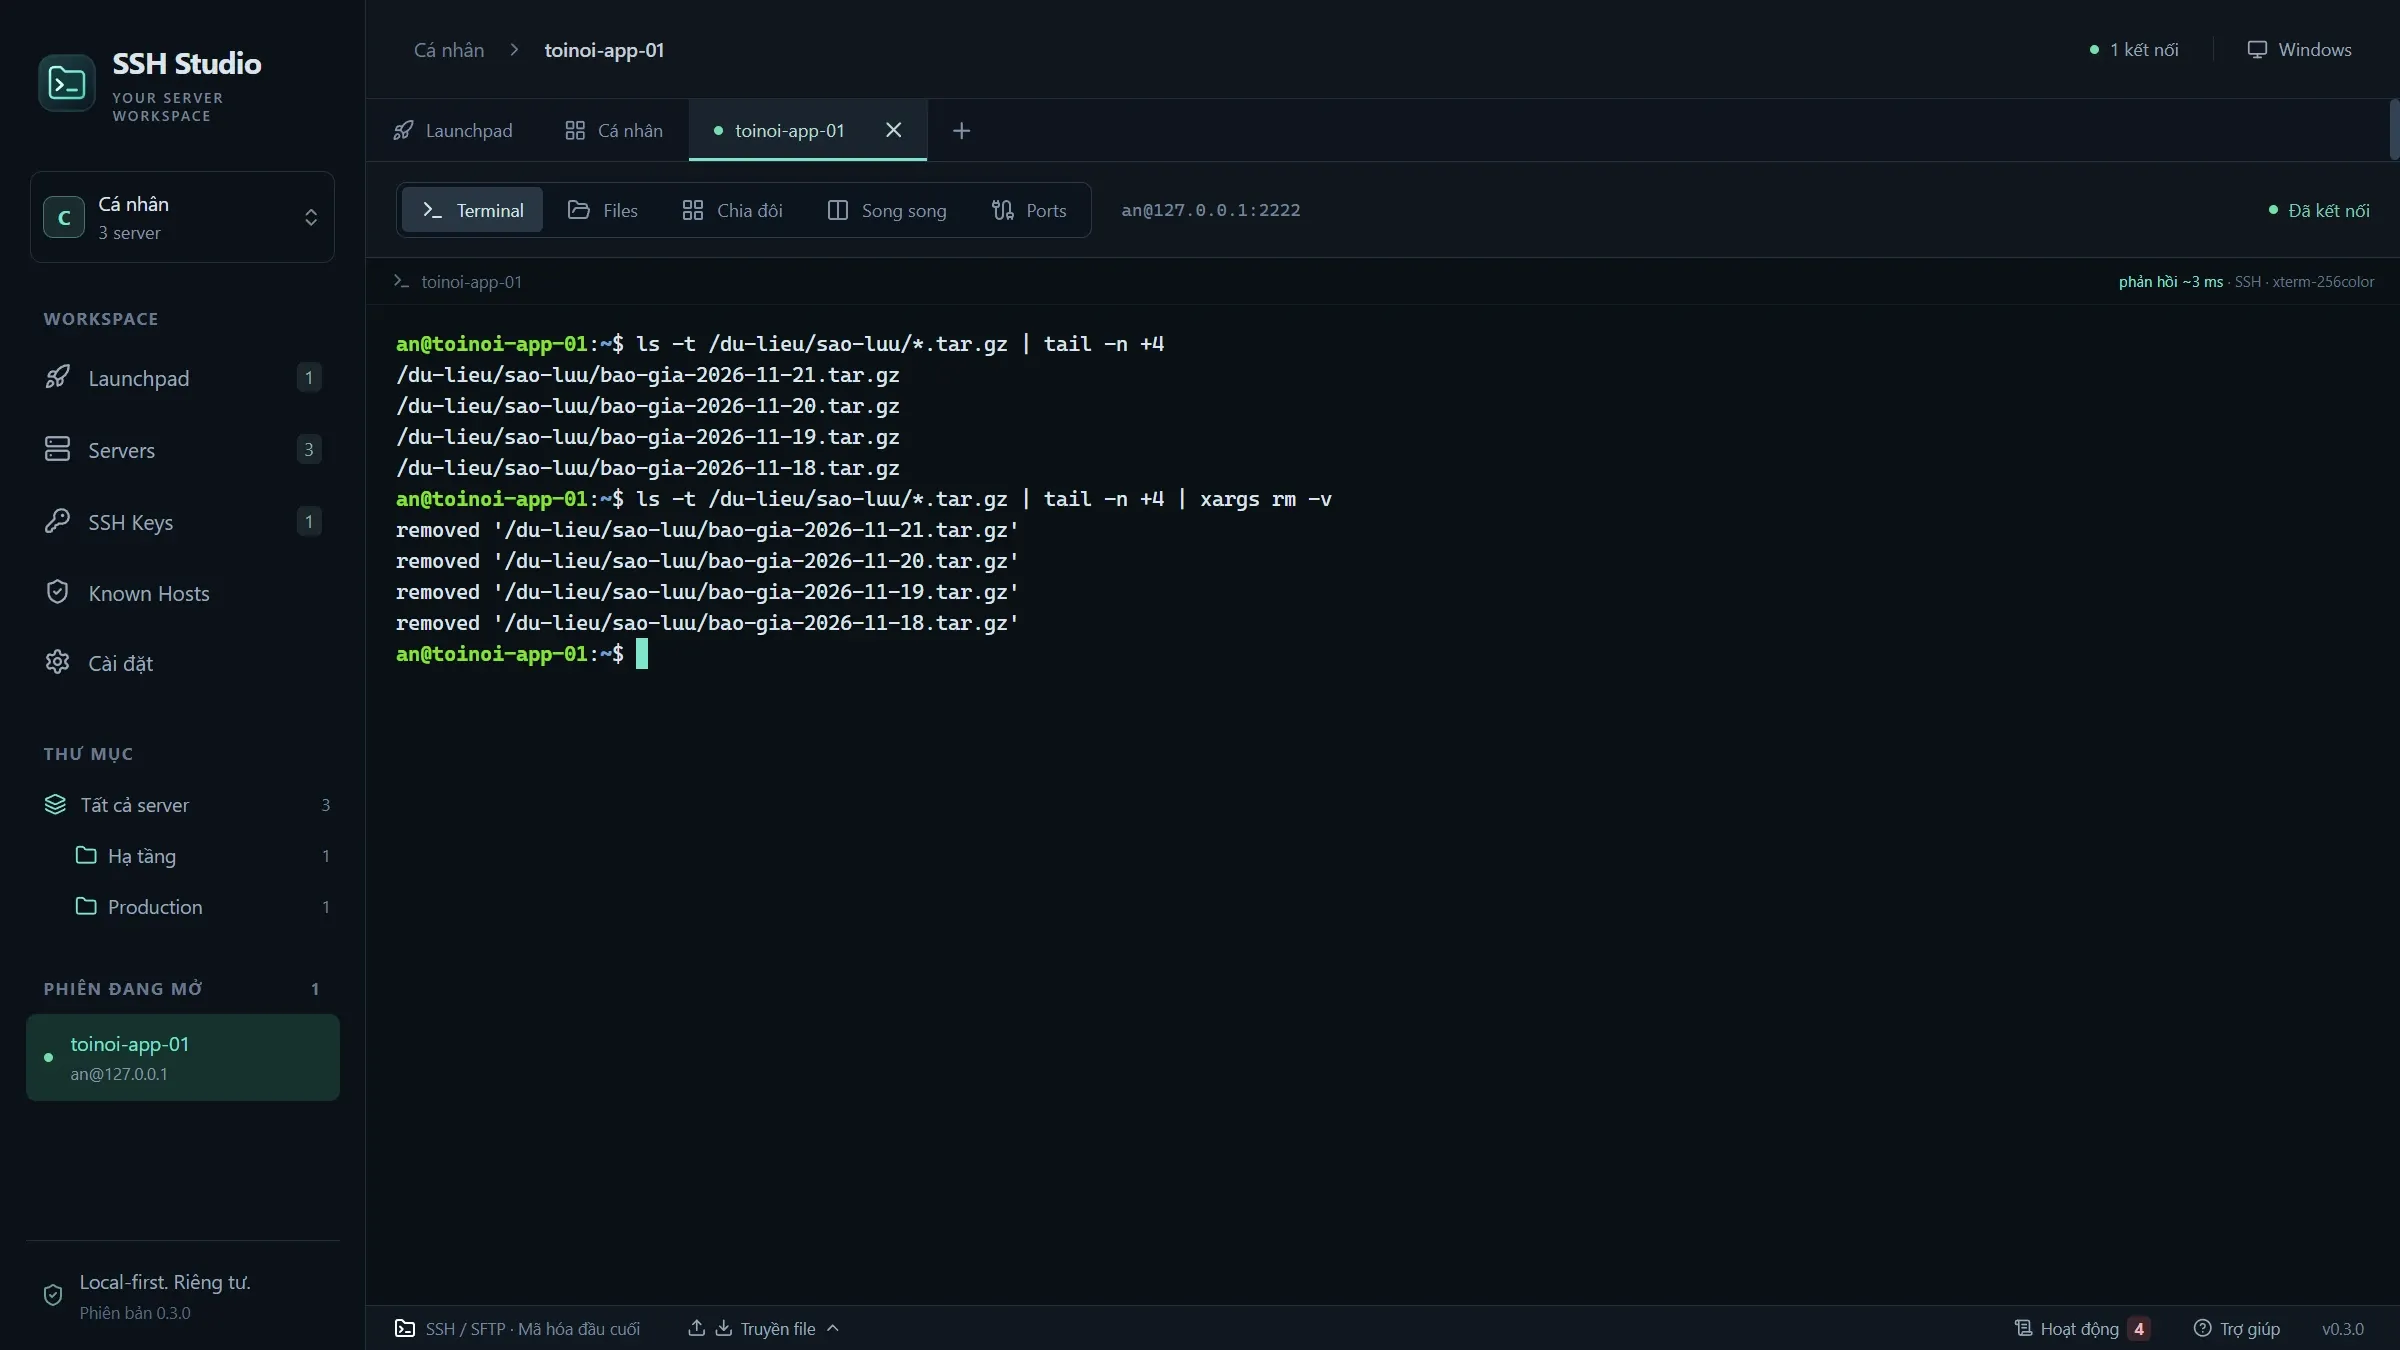 SSH Studio
YOUR SERVER
WORKSPACE
C
Cá nhân
3 server
WORKSPACE
Launchpad 1
Servers 3
SSH Keys 1
Known Hosts
Cài đặt
THƯ MỤC
Tất cả server 3
Hạ tầng 1
Production 1
PHIÊN ĐANG MỞ 1
toinoi-app-01
an@127.0.0.1
Local-first. Riêng tư.
Phiên bản 0.3.0
Cá nhân > toinoi-app-01
1 kết nối
Windows
Launchpad
Cá nhân
toinoi-app-01
Terminal
Files
Chia đôi
Song song
Ports
an@127.0.0.1:2222
Đã kết nối
toinoi-app-01
phản hồi ~3 ms · SSH · xterm-256color
an@toinoi-app-01:~$ ls -t /du-lieu/sao-luu/*.tar.gz | tail -n +4
/du-lieu/sao-luu/bao-gia-2026-11-21.tar.gz
/du-lieu/sao-luu/bao-gia-2026-11-20.tar.gz
/du-lieu/sao-luu/bao-gia-2026-11-19.tar.gz
/du-lieu/sao-luu/bao-gia-2026-11-18.tar.gz
an@toinoi-app-01:~$ ls -t /du-lieu/sao-luu/*.tar.gz | tail -n +4 | xargs rm -v
removed '/du-lieu/sao-luu/bao-gia-2026-11-21.tar.gz'
removed '/du-lieu/sao-luu/bao-gia-2026-11-20.tar.gz'
removed '/du-lieu/sao-luu/bao-gia-2026-11-19.tar.gz'
removed '/du-lieu/sao-luu/bao-gia-2026-11-18.tar.gz'
an@toinoi-app-01:~$
SSH / SFTP · Mã hóa đầu cuối
Truyền file
Hoạt động 4
Trợ giúp
v0.3.0